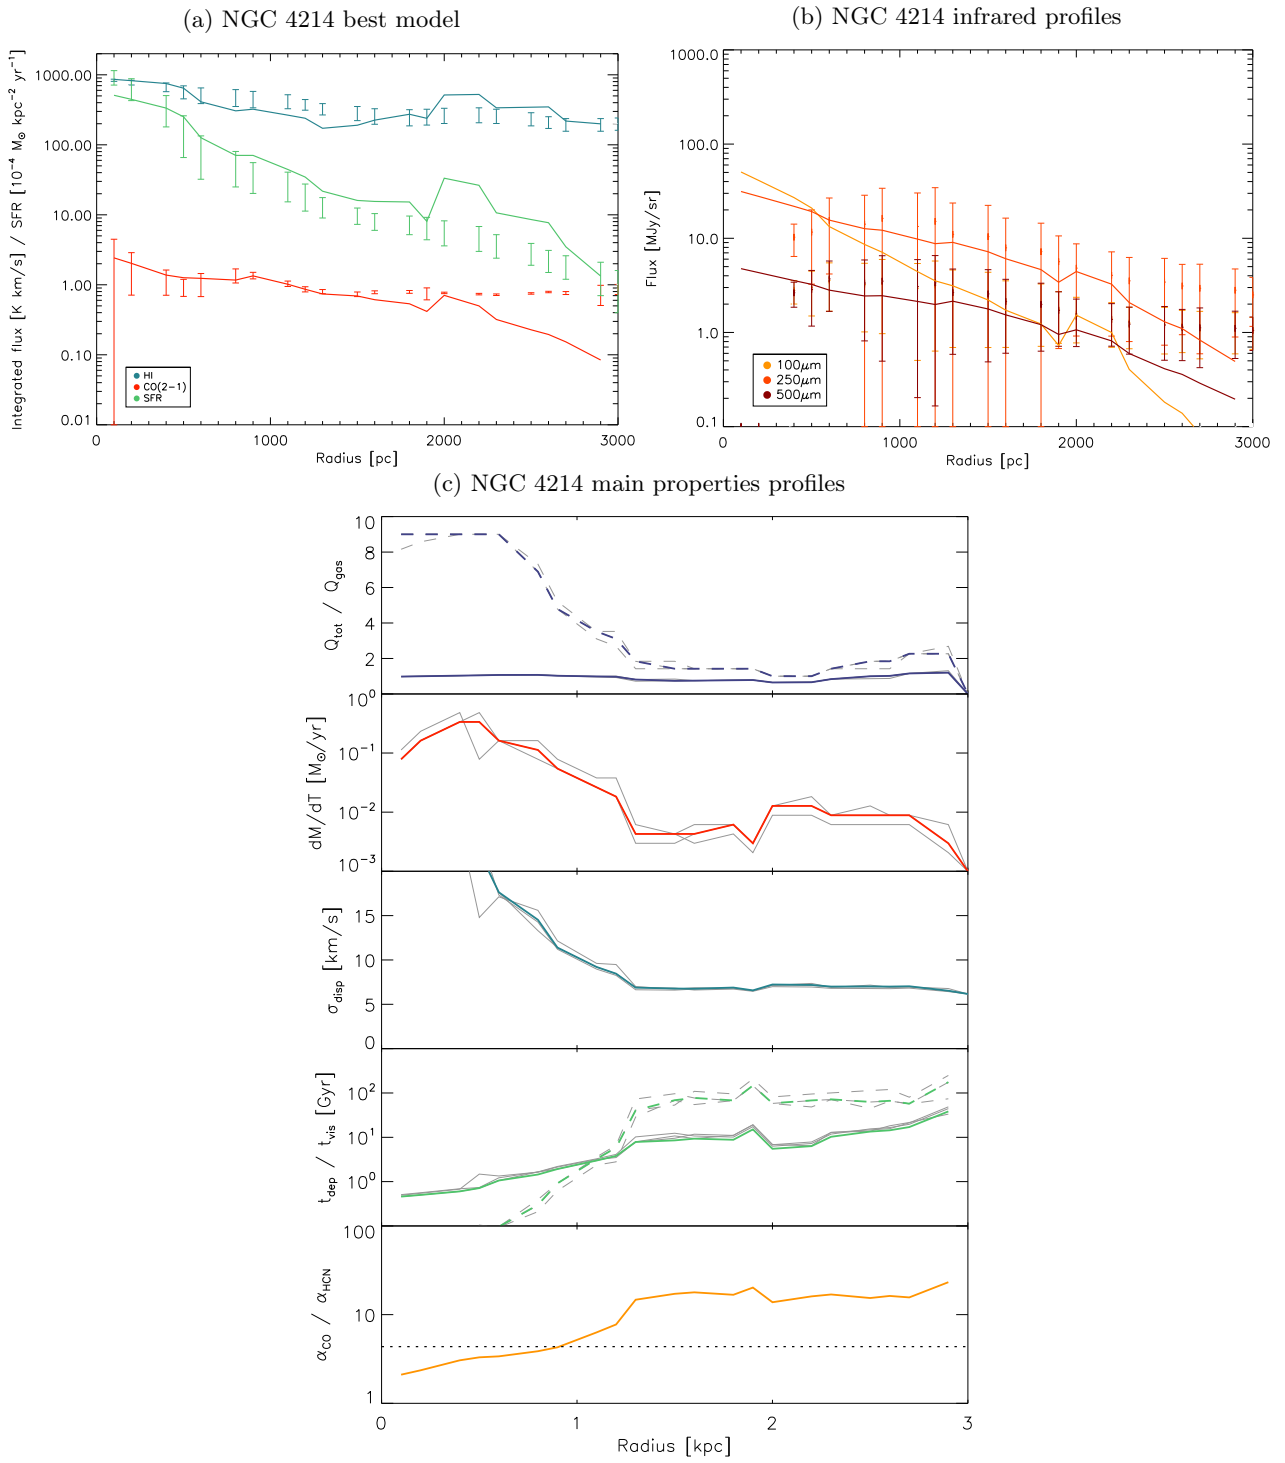 (a) NGC 4214 best model
Integrated flux [K km/s] / SFR [10⁻⁴ M⊙ kpc⁻² yr⁻¹]
1000.00
100.00
10.00
1.00
0.10
0.01
HI
CO(2-1)
SFR
0
1000
2000
3000
Radius [pc]
(b) NGC 4214 infrared profiles
Flux [MJy/sr]
1000.0
100.0
10.0
1.0
0.1
100μm
250μm
500μm
0
1000
2000
3000
Radius [pc]
(c) NGC 4214 main properties profiles
Q_tot / Q_gas
10
8
6
4
2
0
dM/dT [M⊙/yr]
10⁰
10⁻¹
10⁻²
10⁻³
σ_disp [km/s]
15
10
5
0
t_dep / t_vis [Gyr]
10²
10¹
10⁰
α_CO / α_HCN
100
10
1
0
1
2
3
Radius [kpc]